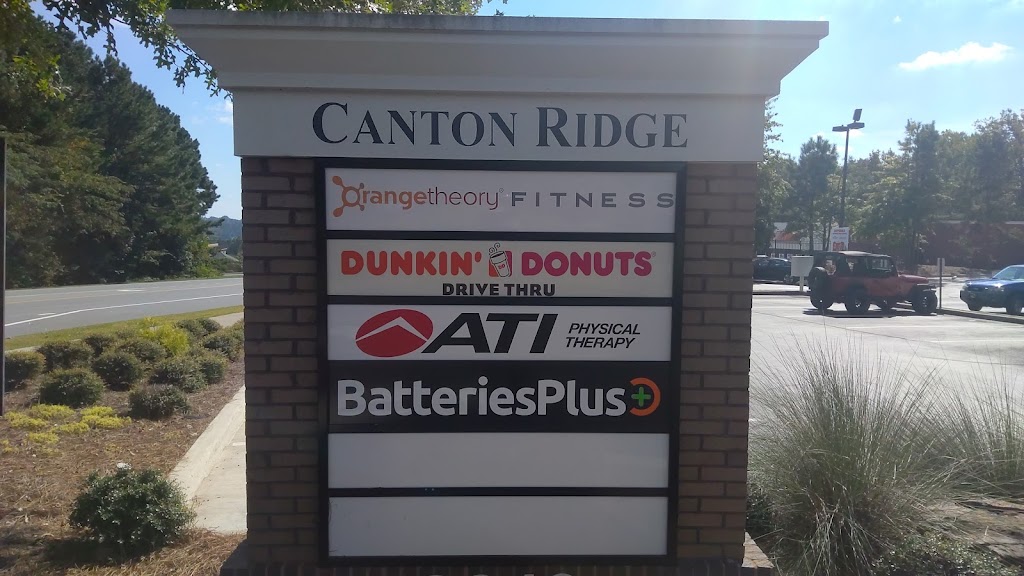 CANTON RIDGE
Orangetheory® FITNESS
DUNKIN' DONUTS
DRIVE THRU
ATI PHYSICAL
THERAPY
BatteriesPlus+